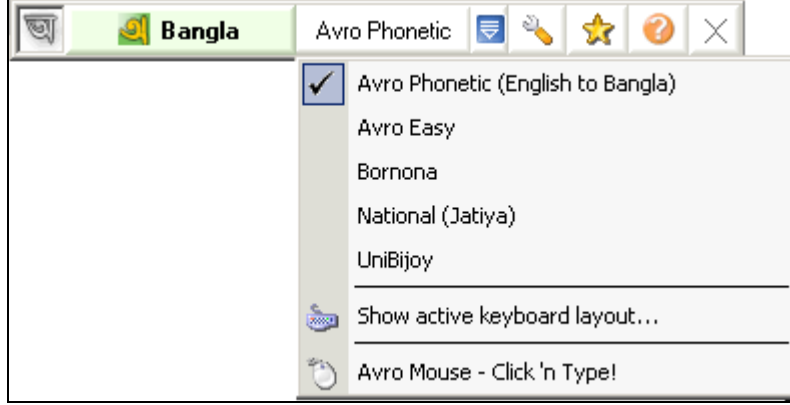 Bangla Avro Phonetic
Avro Phonetic (English to Bangla)
Avro Easy
Bornona
National (Jatiya)
UniBijoy
Show active keyboard layout...
Avro Mouse - Click 'n Type!